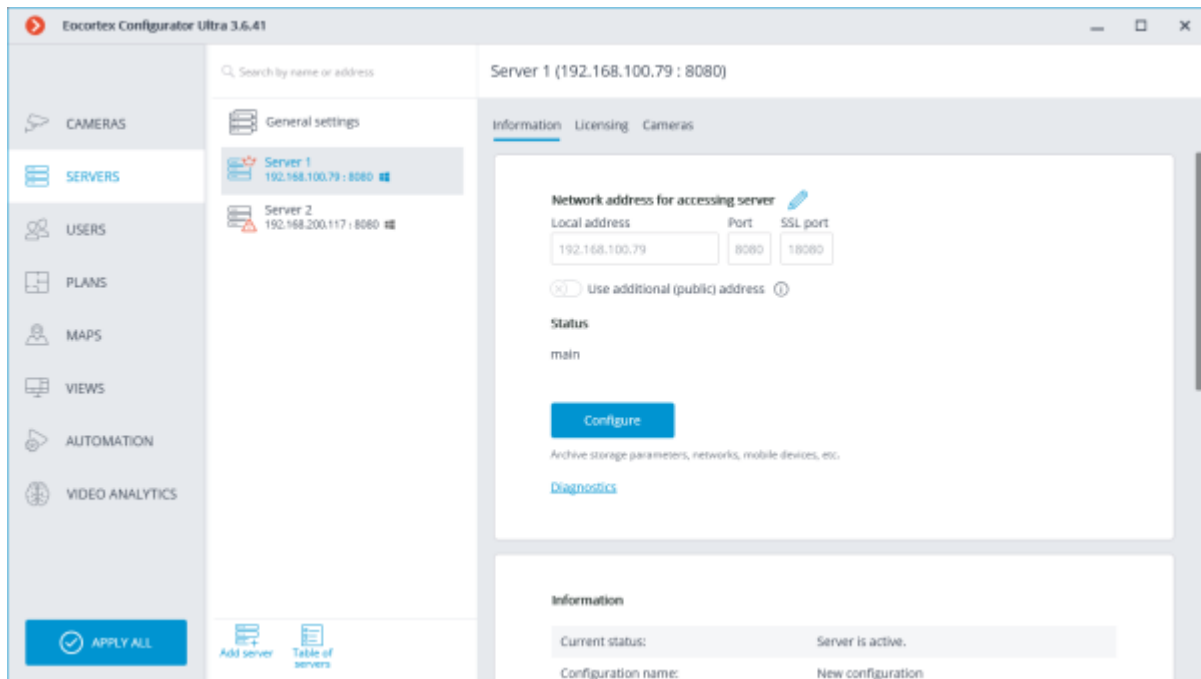 Eocortex Configurator Ultra 3.6.41
Search by name or address
Server 1 (192.168.100.79 : 8080)
CAMERAS
SERVERS
USERS
PLANS
MAPS
VIEWS
AUTOMATION
VIDEO ANALYTICS
APPLY ALL
General settings
Server 1
192.168.100.79 : 8080
Server 2
192.168.200.117 : 8080
Add server
Table of
servers
Information Licensing Cameras
Network address for accessing server
Local address Port SSL port
192.168.100.79 8080 18080
Use additional (public) address
Status
main
Configure
Archive storage parameters, networks, mobile devices, etc.
Diagnostics
Information
Current status: Server is active.
Configuration name: New configuration